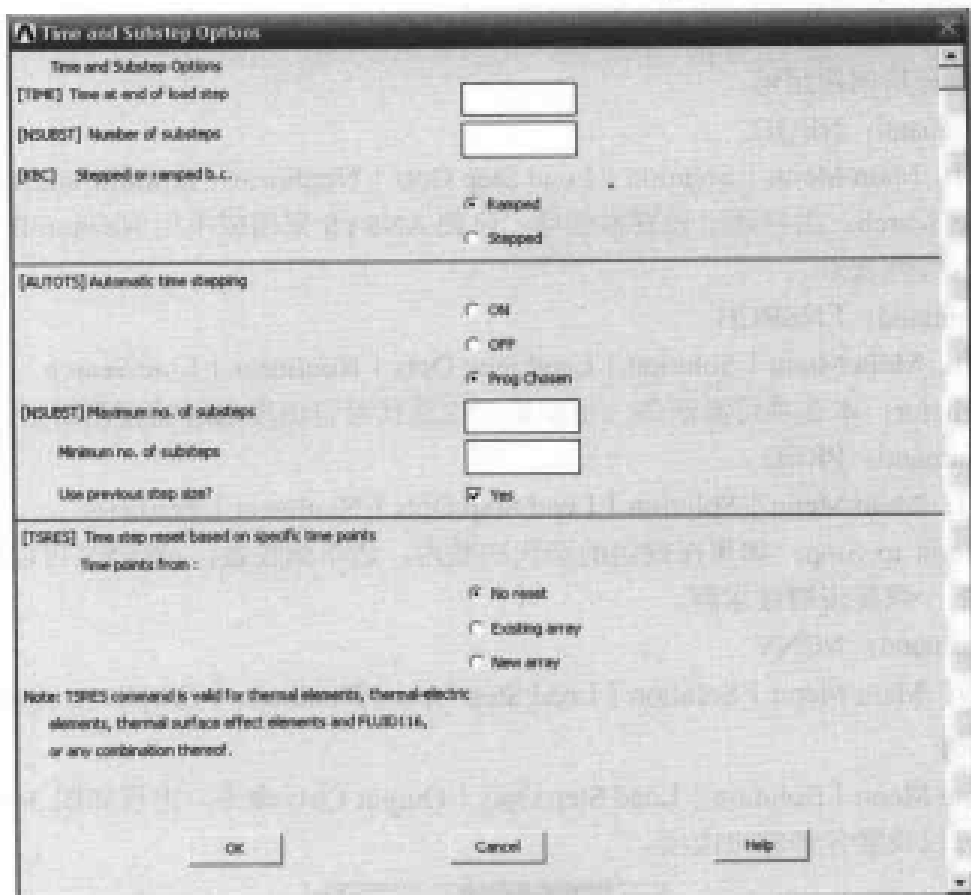 Time and Substep Options
Time and Substep Options
[TIME] Time at end of load step
[NSUBST] Number of substeps
[KBC] Stepped or ramped b.c.
Ramped
Stepped
[AUTOTS] Automatic time stepping
ON
OFF
Prog Chosen
[NSUBST] Maximum no. of substeps
Minimum no. of substeps
Use previous step size?
Yes
[TSRES] Time step reset based on specific time points
Time points from :
No reset
Existing array
New array
Note: TSRES command is valid for thermal elements, thermal-electric
elements, thermal surface effect elements and FLUID116,
or any combination thereof.
OK
Cancel
Help